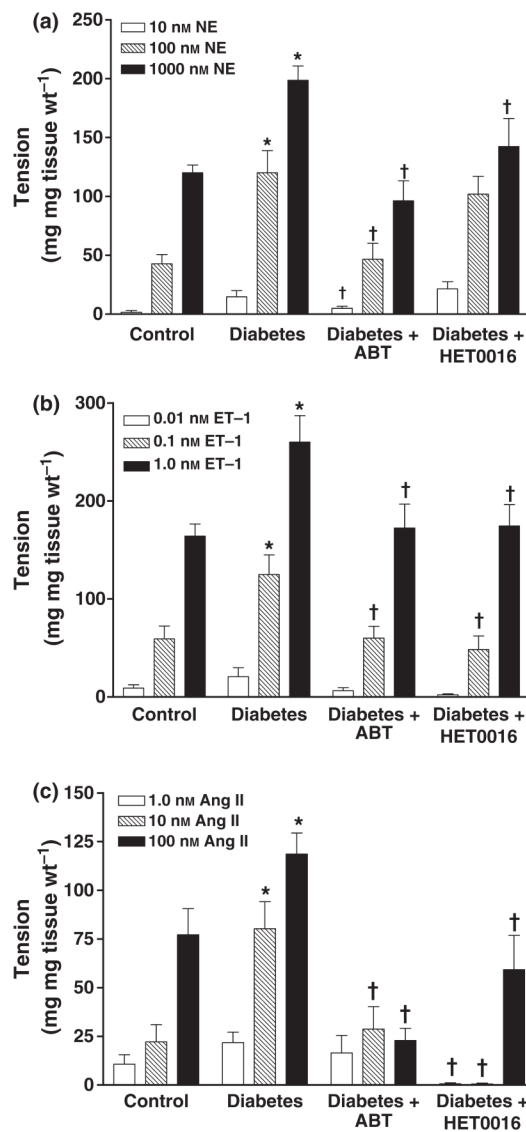 (a)
10 nM NE
100 nM NE
1000 nM NE
250
200
150
100
50
0
Tension
(mg mg tissue wt⁻¹)
* *
† † † †
Control Diabetes Diabetes + ABT Diabetes + HET0016
(b)
0.01 nM ET–1
0.1 nM ET–1
1.0 nM ET–1
300
200
100
0
Tension
(mg mg tissue wt⁻¹)
* *
† † † †
Control Diabetes Diabetes + ABT Diabetes + HET0016
(c)
1.0 nM Ang II
10 nM Ang II
100 nM Ang II
150
125
100
75
50
25
0
Tension
(mg mg tissue wt⁻¹)
* *
† † † † †
Control Diabetes Diabetes + ABT Diabetes + HET0016